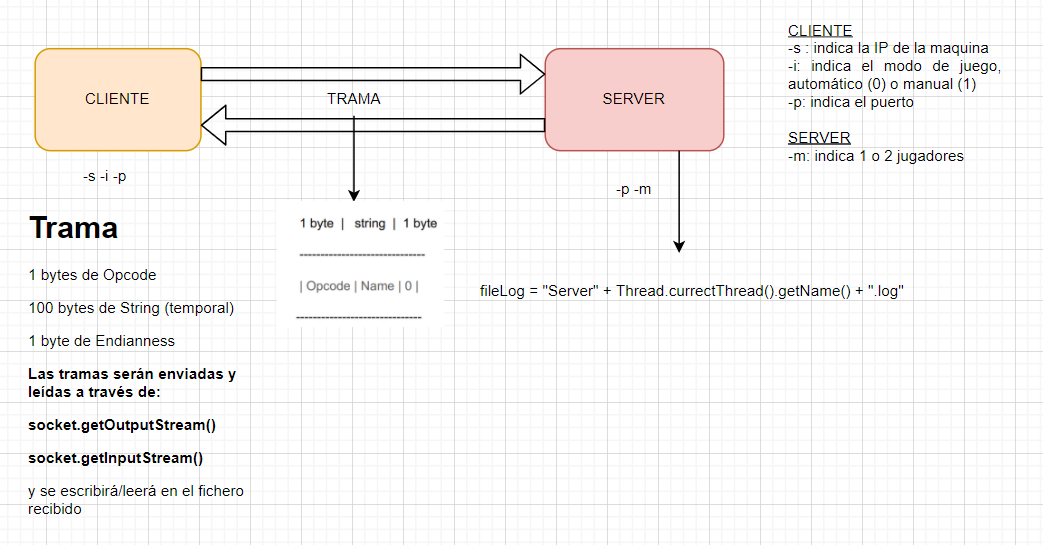 CLIENTE
TRAMA
SERVER
-s -i -p
-p -m
CLIENTE
-s : indica la IP de la maquina
-i: indica el modo de juego,
automático (0) o manual (1)
-p: indica el puerto
SERVER
-m: indica 1 o 2 jugadores
1 byte | string | 1 byte
-------------------------------
| Opcode | Name | 0 |
-------------------------------
fileLog = "Server" + Thread.currectThread().getName() + ".log"
Trama
1 bytes de Opcode
100 bytes de String (temporal)
1 byte de Endianness
Las tramas serán enviadas y
leídas a través de:
socket.getOutputStream()
socket.getInputStream()
y se escribirá/leerá en el fichero
recibido